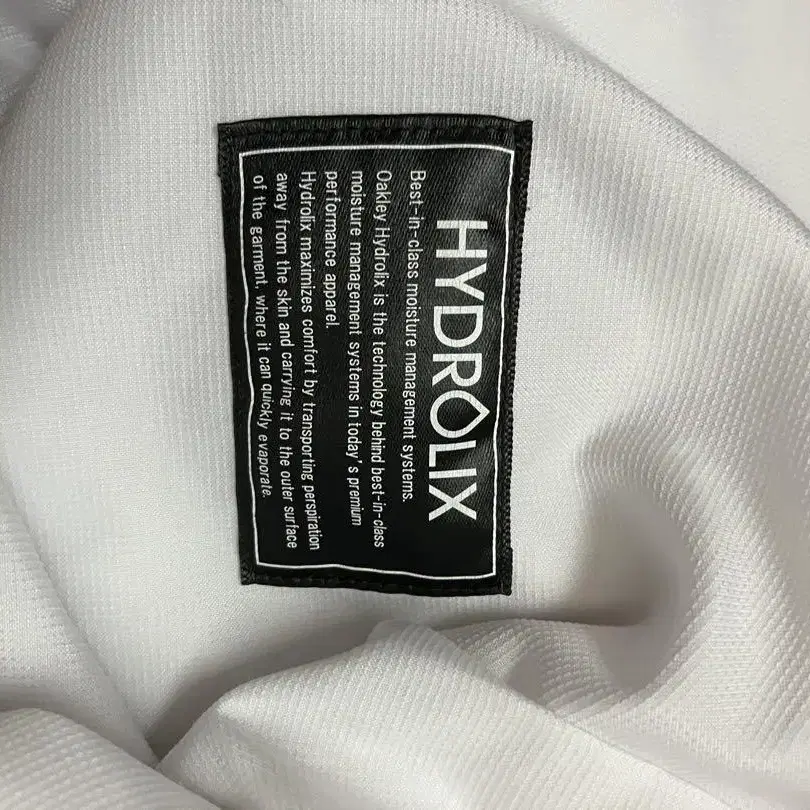 HYDROLIX
Best-in-class moisture management systems.
Oakley Hydrolix is the technology behind best-in-class
moisture management systems in today's premium
performance apparel.
Hydrolix maximizes comfort by transporting perspiration
away from the skin and carrying it to the outer surface
of the garment, where it can quickly evaporate.